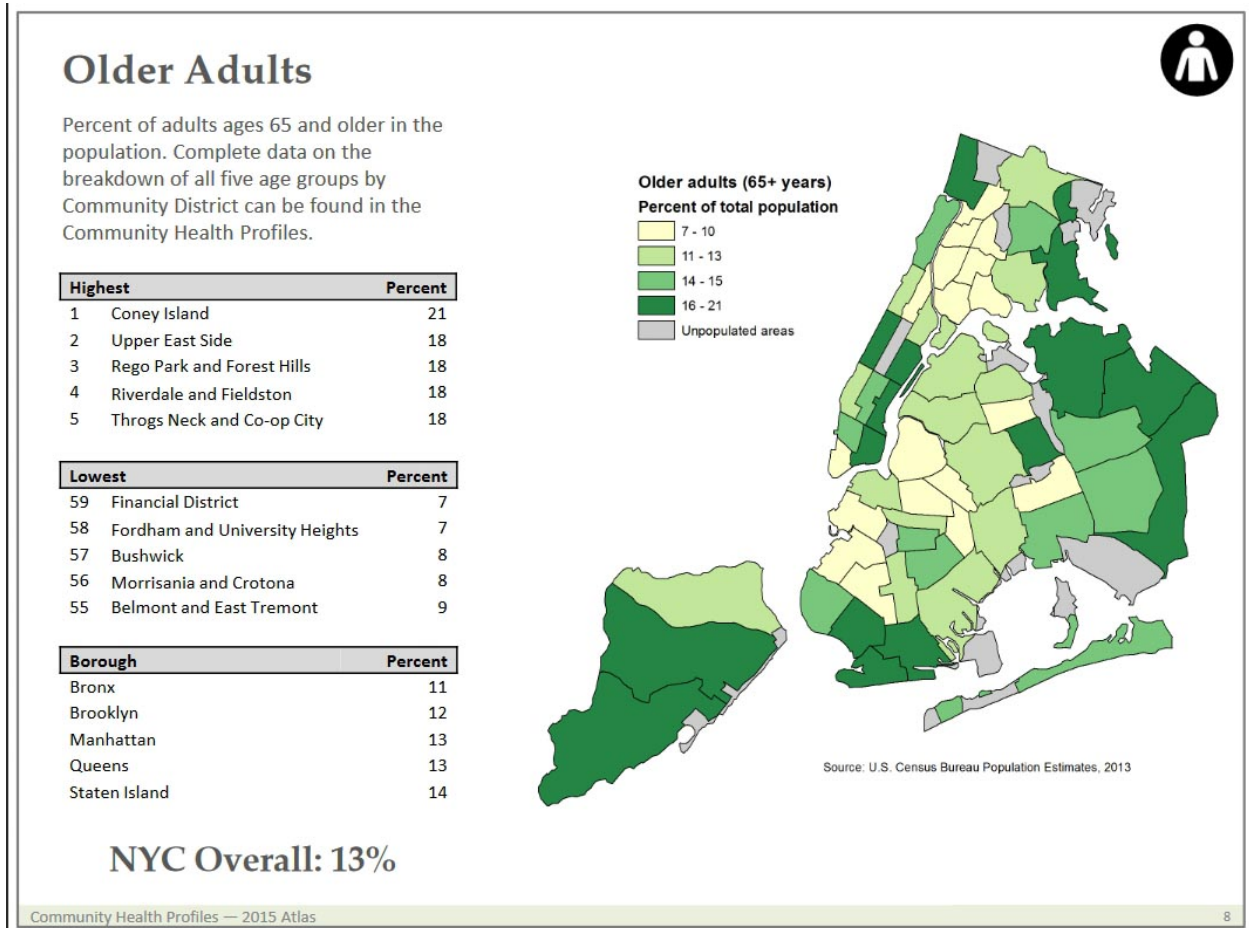 Older Adults
Percent of adults ages 65 and older in the
population. Complete data on the
breakdown of all five age groups by
Community District can be found in the
Community Health Profiles.
Highest Percent
1 Coney Island 21
2 Upper East Side 18
3 Rego Park and Forest Hills 18
4 Riverdale and Fieldston 18
5 Throgs Neck and Co-op City 18
Lowest Percent
59 Financial District 7
58 Fordham and University Heights 7
57 Bushwick 8
56 Morrisania and Crotona 8
55 Belmont and East Tremont 9
Borough Percent
Bronx 11
Brooklyn 12
Manhattan 13
Queens 13
Staten Island 14
NYC Overall: 13%
Older adults (65+ years)
Percent of total population
7 - 10
11 - 13
14 - 15
16 - 21
Unpopulated areas
Source: U.S. Census Bureau Population Estimates, 2013
Community Health Profiles — 2015 Atlas
8